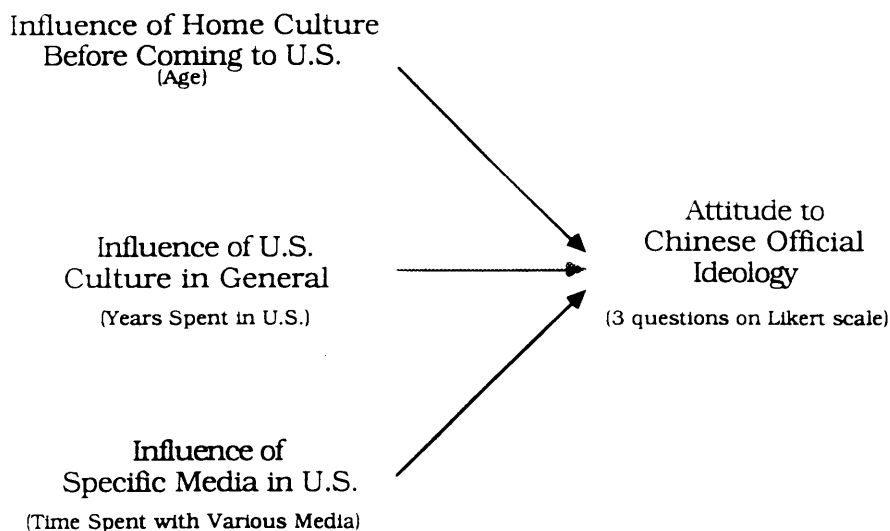 Influence of Home Culture
Before Coming to U.S.
(Age)
Influence of U.S.
Culture in General
(Years Spent in U.S.)
Influence of
Specific Media in U.S.
(Time Spent with Various Media)
Attitude to
Chinese Official
Ideology
(3 questions on Likert scale)